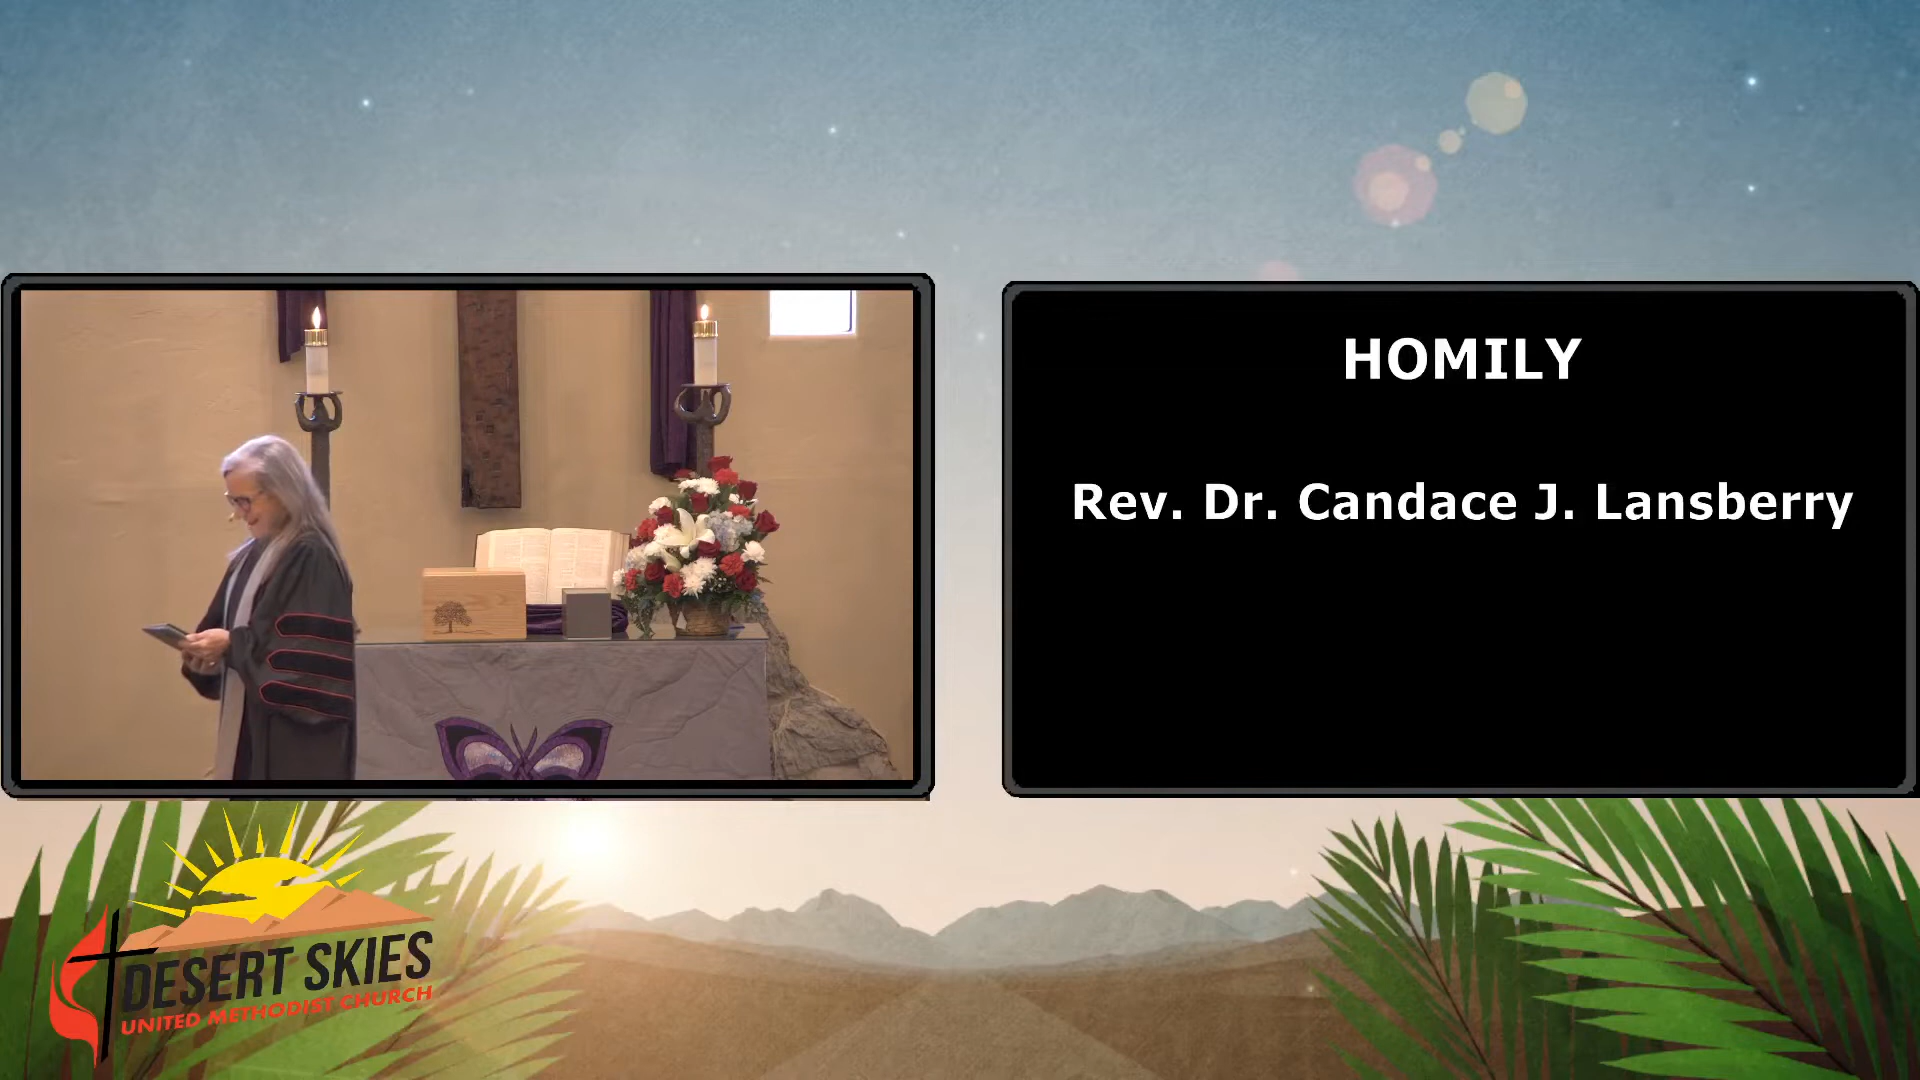 HOMILY
Rev. Dr. Candace J. Lansberry
DESERT SKIES
UNITED METHODIST CHURCH